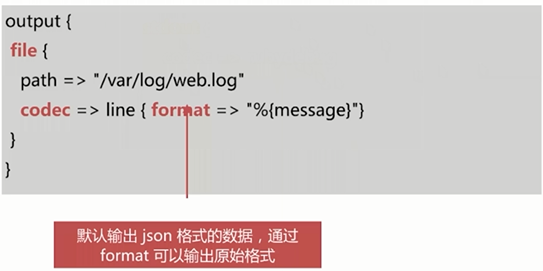 output {
file {
path => "/var/log/web.log"
codec => line { format => "%{message}"}
}
}
默认输出 json 格式的数据，通过
format 可以输出原始格式